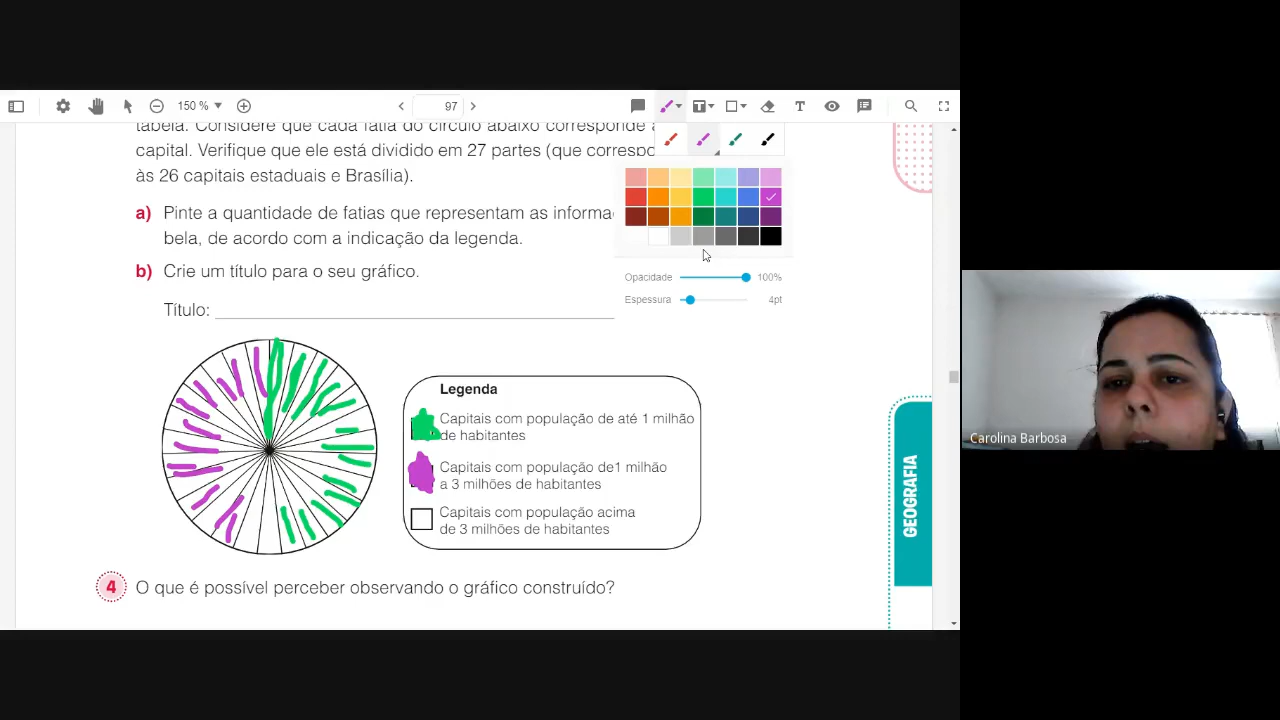 150 %
97
tabela. Considere que cada fatia do círculo abaixo corresponde
capital. Verifique que ele está dividido em 27 partes (que
às 26 capitais estaduais e Brasília).
a) Pinte a quantidade de fatias que representam as
bela, de acordo com a indicação da legenda.
b) Crie um título para o seu gráfico.
Título:
Opacidade 100%
Espessura 4pt
Legenda
Capitais com população de até 1 milhão
de habitantes
Capitais com população de1 milhão
a 3 milhões de habitantes
Capitais com população acima
de 3 milhões de habitantes
4 O que é possível perceber observando o gráfico construído?
GEOGRAFIA
Carolina Barbosa